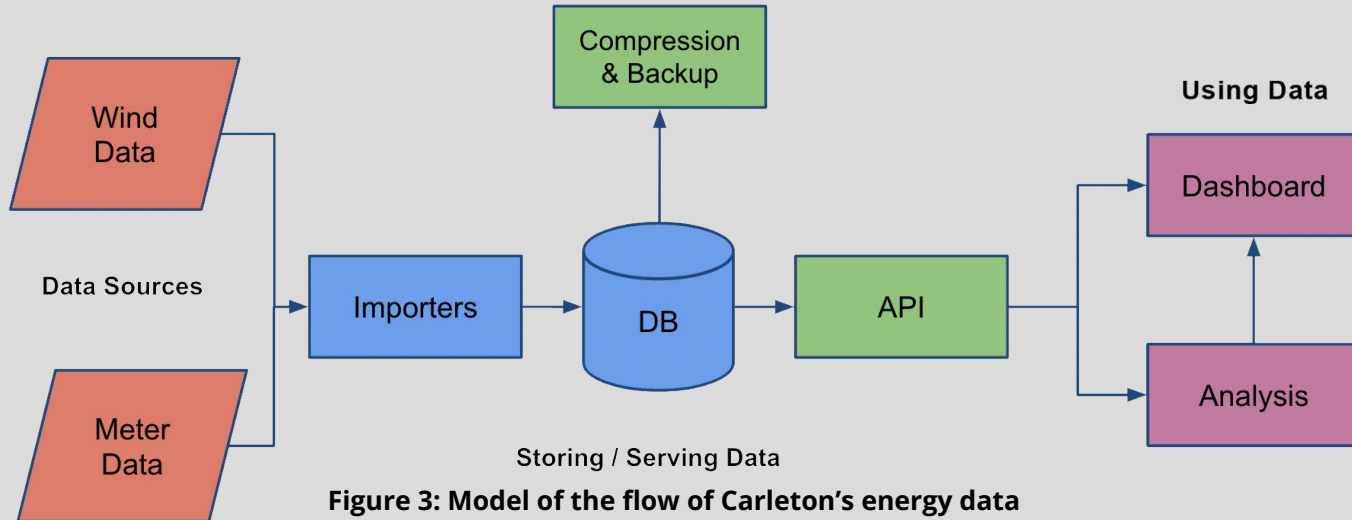 Compression
& Backup
Using Data
Wind
Data
Dashboard
Data Sources
Importers
DB
API
Meter
Data
Analysis
Storing / Serving Data
Figure 3: Model of the flow of Carleton’s energy data